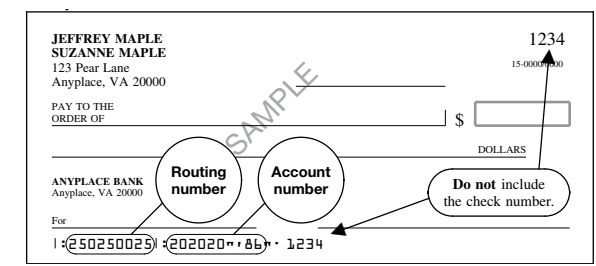 JEFFREY MAPLE
SUZANNE MAPLE
123 Pear Lane
Anyplace, VA 20000
1234
15-0000/0000
SAMPLE
PAY TO THE
ORDER OF
$
DOLLARS
ANYPLACE BANK
Anyplace, VA 20000
Routing
number
Account
number
Do not include
the check number.
For
|:250250025|:202020"'86"' 1234